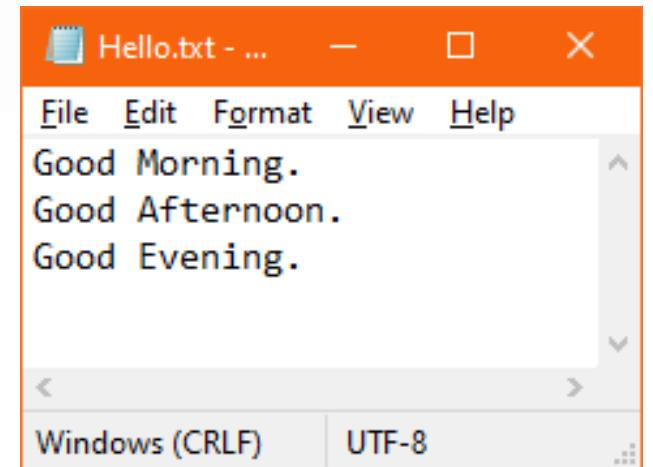 Hello.txt - ...
File Edit Format View Help
Good Morning.
Good Afternoon.
Good Evening.
Windows (CRLF) UTF-8